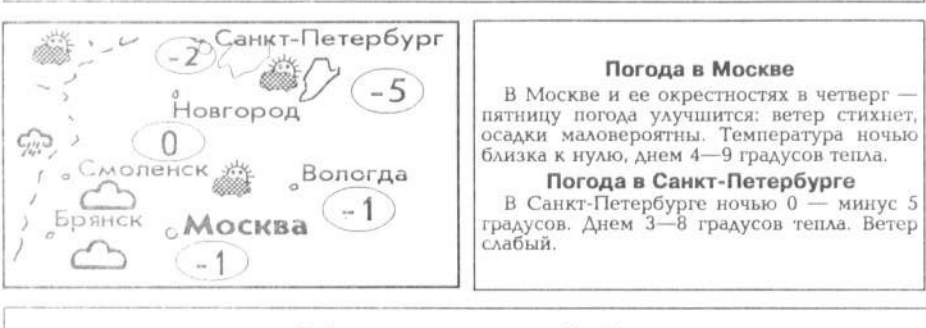 Санкт-Петербург
-2
-5
Новгород
0
Смоленск
Вологда
-1
Брянск
Москва
-1
Погода в Москве
В Москве и ее окрестностях в четверг —
пятницу погода улучшится: ветер стихнет,
осадки маловероятны. Температура ночью
близка к нулю, днем 4—9 градусов тепла.
Погода в Санкт-Петербурге
В Санкт-Петербурге ночью 0 — минус 5
градусов. Днем 3—8 градусов тепла. Ветер
слабый.